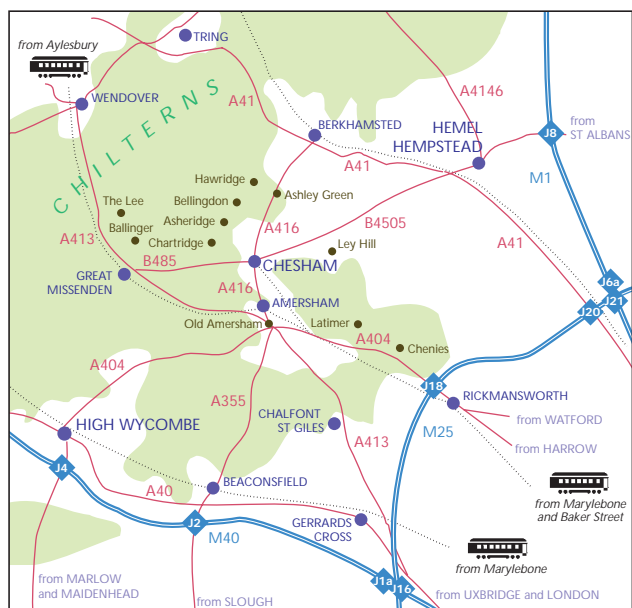 from Aylesbury
TRING
WENDOVER
CHILTERNS
A41
A4146
BERKHAMSTED
HEMEL
HEMPSTEAD
J8
from
ST ALBANS
M1
A41
Hawridge
Ashley Green
Bellingdon
The Lee
Asheridge
Ballinger
Chartridge
A416
B4505
Ley Hill
A41
A413
B485
CHESHAM
GREAT
MISSENDEN
A416
AMERSHAM
J6a
J21
J20
Old Amersham
Latimer
A404
Chenies
A404
J18
RICKMANSWORTH
A355
CHALFONT
ST GILES
from WATFORD
HIGH WYCOMBE
A413
M25
from HARROW
J4
A40
BEACONSFIELD
from Marylebone
and Baker Street
J2
M40
GERRARDS
CROSS
from Marylebone
J1a
J16
from MARLOW
and MAIDENHEAD
from SLOUGH
from UXBRIDGE and LONDON